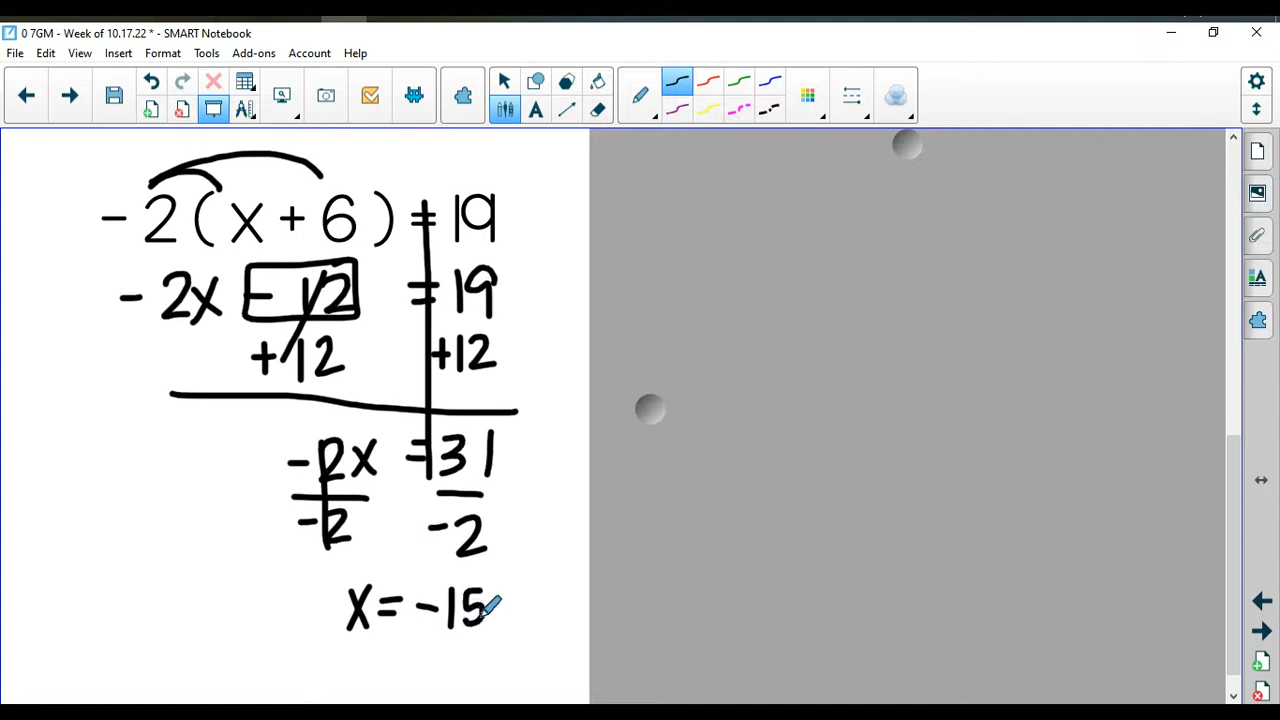 0 7GM - Week of 10.17.22 * - SMART Notebook
File Edit View Insert Format Tools Add-ons Account Help
- 2 ( x + 6 ) = 19
- 2x - 12 = 19
+12 +12
-2x = 31
-2 -2
x = -15